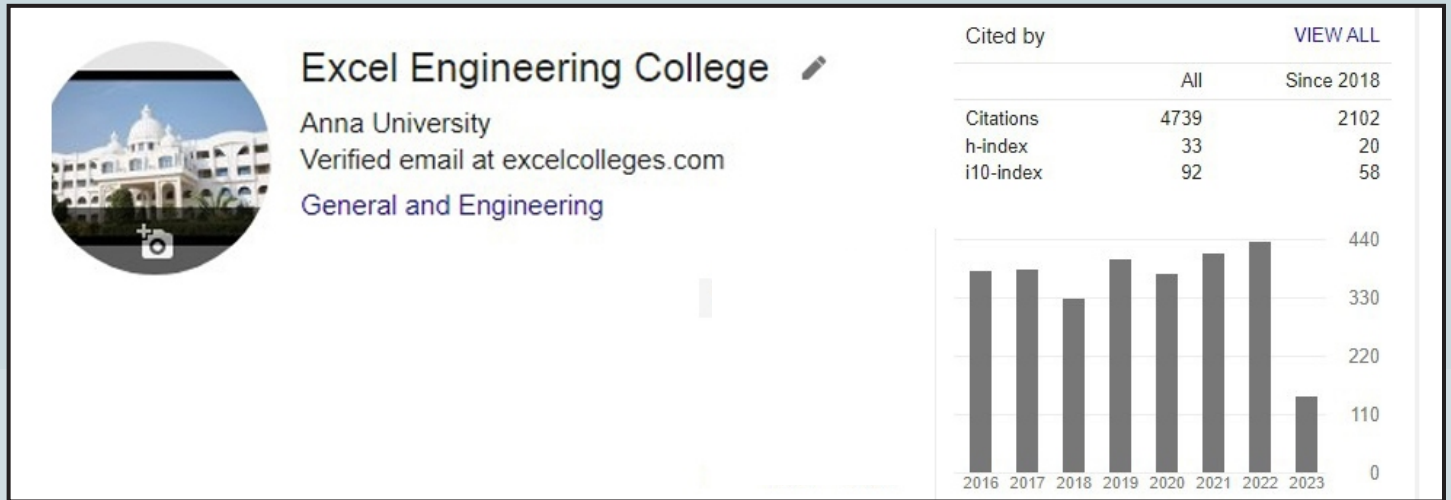 Excel Engineering College
Anna University
Verified email at excelcolleges.com
General and Engineering
Cited by VIEW ALL
All Since 2018
Citations 4739 2102
h-index 33 20
i10-index 92 58
440
330
220
110
0
2016 2017 2018 2019 2020 2021 2022 2023